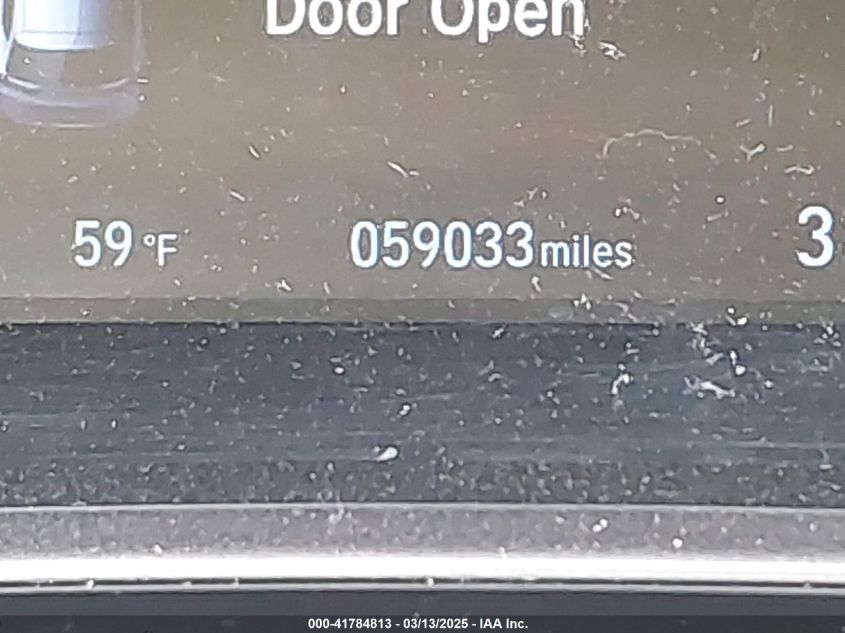 Door Open
59 °F 059033 miles 3
000-41784813 - 03/13/2025 - IAA Inc.